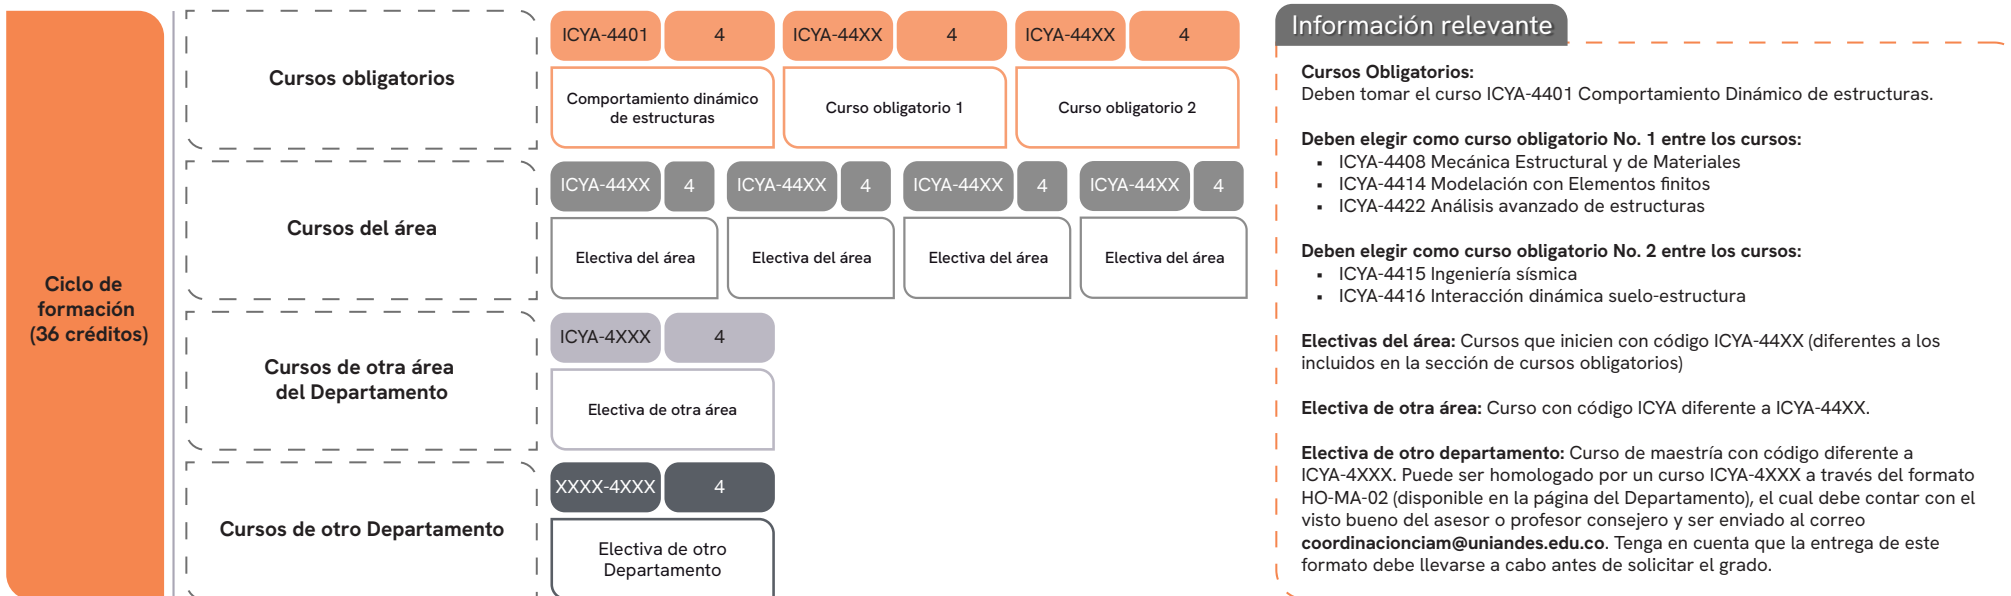 Ciclo de
formación
(36 créditos)
Cursos obligatorios
ICYA-4401 4 ICYA-44XX 4 ICYA-44XX 4
Comportamiento dinámico
de estructuras
Curso obligatorio 1
Curso obligatorio 2
Cursos del área
ICYA-44XX 4 ICYA-44XX 4 ICYA-44XX 4 ICYA-44XX 4
Electiva del área Electiva del área Electiva del área Electiva del área
Cursos de otra área
del Departamento
ICYA-4XXX 4
Electiva de otra área
Cursos de otro Departamento
XXXX-4XXX 4
Electiva de otro
Departamento
Información relevante
Cursos Obligatorios:
Deben tomar el curso ICYA-4401 Comportamiento Dinámico de estructuras.
Deben elegir como curso obligatorio No. 1 entre los cursos:
▪ ICYA-4408 Mecánica Estructural y de Materiales
▪ ICYA-4414 Modelación con Elementos finitos
▪ ICYA-4422 Análisis avanzado de estructuras
Deben elegir como curso obligatorio No. 2 entre los cursos:
▪ ICYA-4415 Ingeniería sísmica
▪ ICYA-4416 Interacción dinámica suelo-estructura
Electivas del área: Cursos que inicien con código ICYA-44XX (diferentes a los
incluidos en la sección de cursos obligatorios)
Electiva de otra área: Curso con código ICYA diferente a ICYA-44XX.
Electiva de otro departamento: Curso de maestría con código diferente a
ICYA-4XXX. Puede ser homologado por un curso ICYA-4XXX a través del formato
HO-MA-02 (disponible en la página del Departamento), el cual debe contar con el
visto bueno del asesor o profesor consejero y ser enviado al correo
coordinacionciam@uniandes.edu.co. Tenga en cuenta que la entrega de este
formato debe llevarse a cabo antes de solicitar el grado.